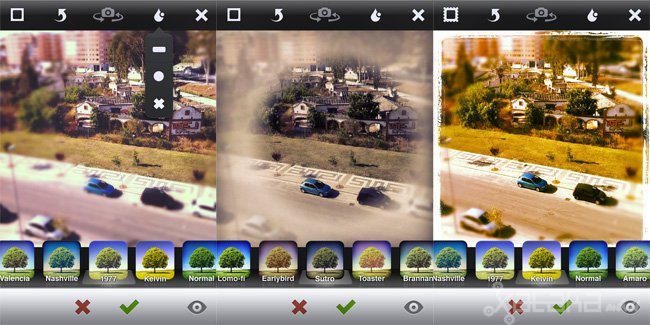 Valencia Nashville 1977 Kelvin Normal
Lomo-fi Earlybird Sutro Toaster Brannan
Nashville 1977 Kelvin Normal Amaro